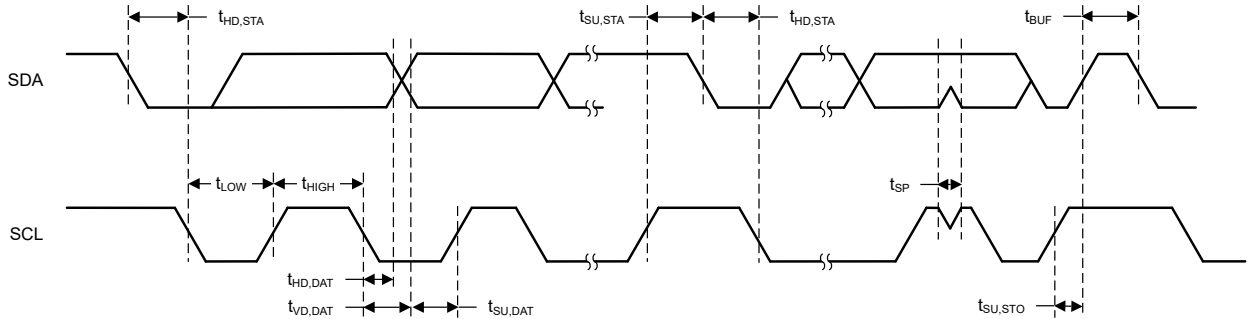 tHD,STA
tSU,STA
tHD,STA
tBUF
SDA
tLOW
tHIGH
tSP
SCL
tHD,DAT
tVD,DAT
tSU,DAT
tSU,STO